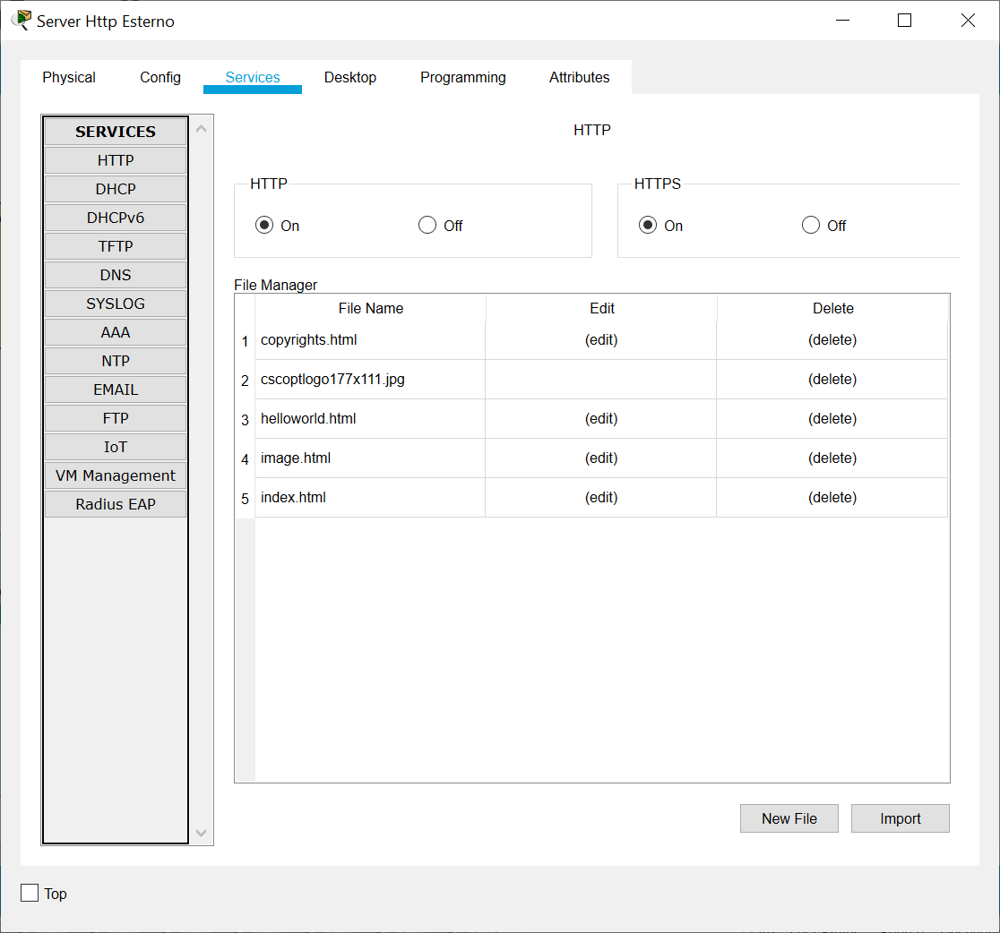 Server Http Esterno
Physical Config Services Desktop Programming Attributes
SERVICES
HTTP
DHCP
DHCPv6
TFTP
DNS
SYSLOG
AAA
NTP
EMAIL
FTP
IoT
VM Management
Radius EAP
HTTP
HTTP
On Off
HTTPS
On Off
File Manager
File Name Edit Delete
1 copyrights.html (edit) (delete)
2 cscoptlogo177x111.jpg (delete)
3 helloworld.html (edit) (delete)
4 image.html (edit) (delete)
5 index.html (edit) (delete)
New File Import
Top